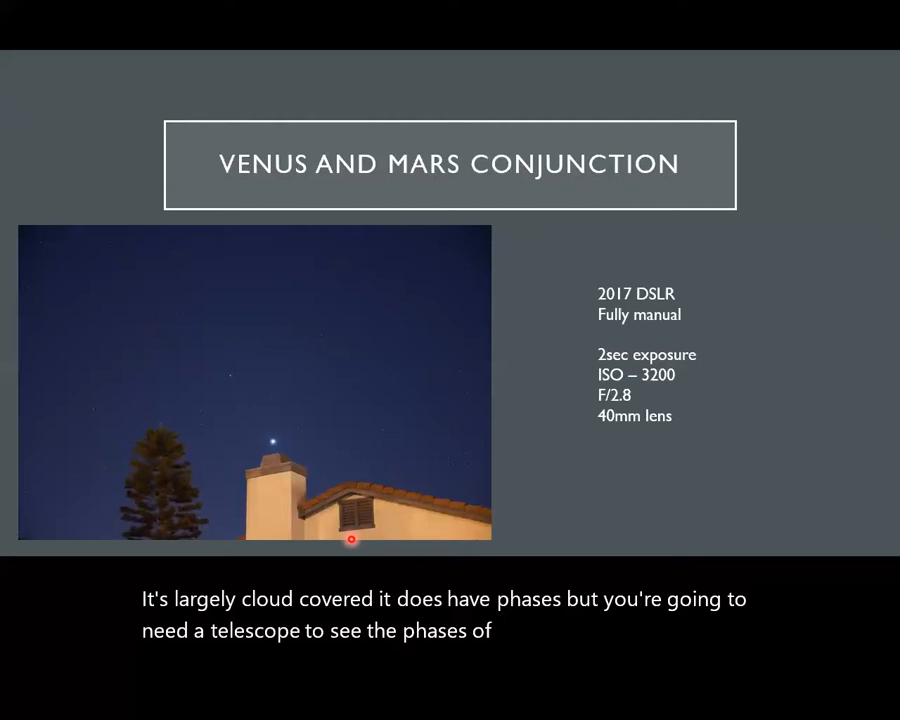 VENUS AND MARS CONJUNCTION
2017 DSLR
Fully manual
2sec exposure
ISO – 3200
F/2.8
40mm lens
It's largely cloud covered it does have phases but you're going to
need a telescope to see the phases of